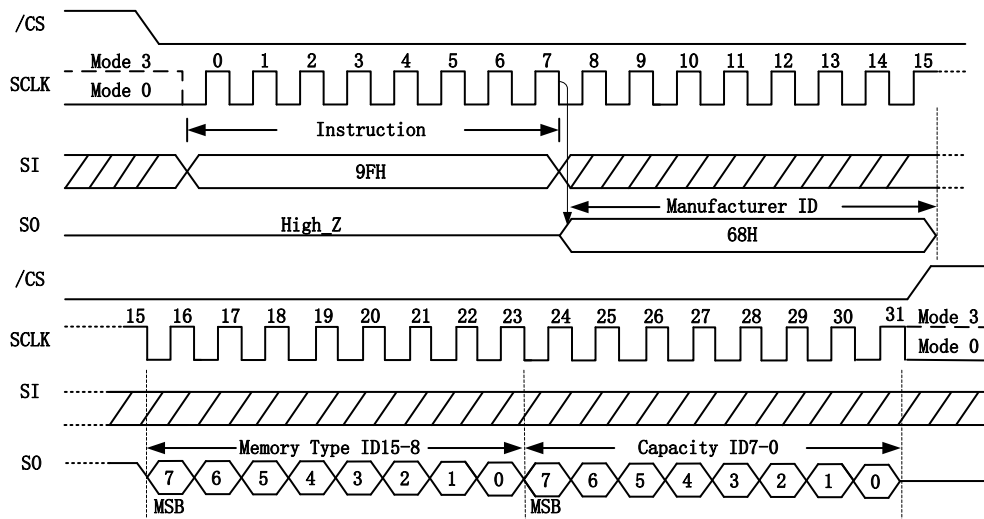 /CS
Mode 3 0 1 2 3 4 5 6 7 8 9 10 11 12 13 14 15
SCLK
Mode 0
Instruction
SI
9FH
Manufacturer ID
SO
High_Z
68H
/CS
15 16 17 18 19 20 21 22 23 24 25 26 27 28 29 30 31 Mode 3
SCLK
Mode 0
SI
Memory Type ID15-8 Capacity ID7-0
SO
7 6 5 4 3 2 1 0 7 6 5 4 3 2 1 0
MSB MSB